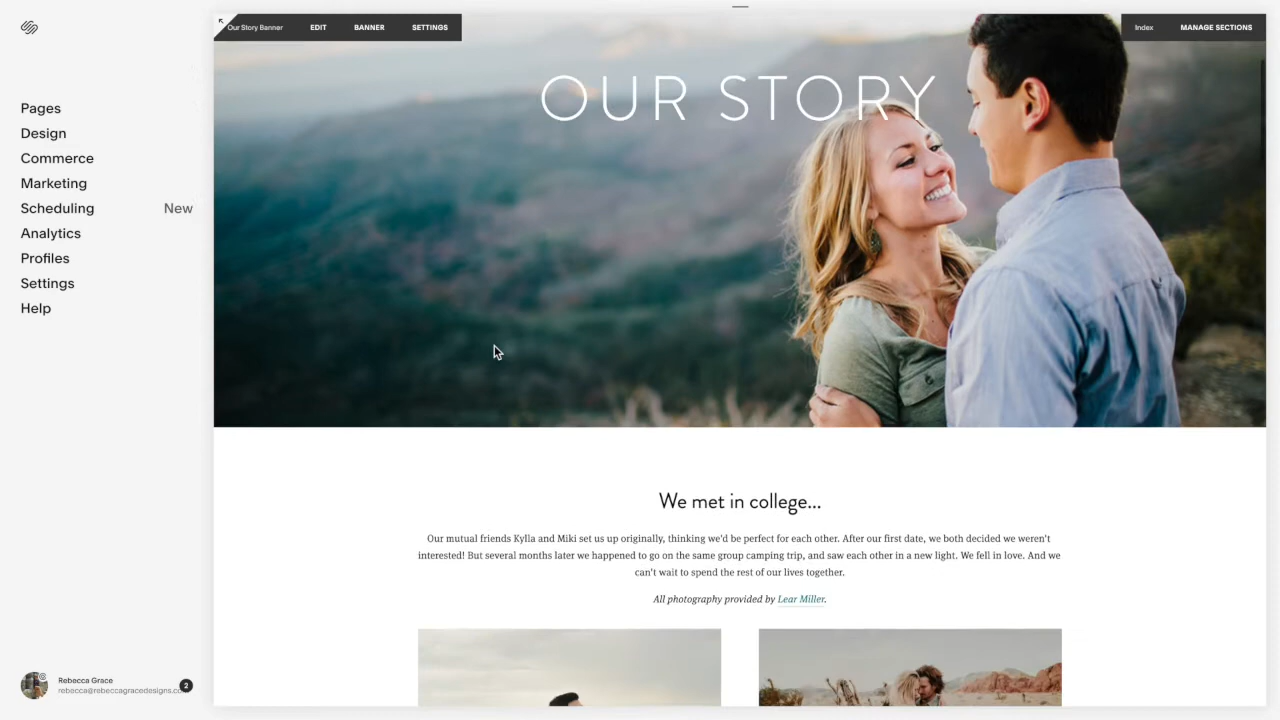 Our Story Banner EDIT BANNER SETTINGS
Index MANAGE SECTIONS
OUR STORY
Pages
Design
Commerce
Marketing
Scheduling New
Analytics
Profiles
Settings
Help
We met in college...
Our mutual friends Kylla and Miki set us up originally, thinking we'd be perfect for each other. After our first date, we both decided we weren't
interested! But several months later we happened to go on the same group camping trip, and saw each other in a new light. We fell in love. And we
can't wait to spend the rest of our lives together.
All photography provided by Lear Miller.
Rebecca Grace
rebecca@rebeccagracedesigns.co
2